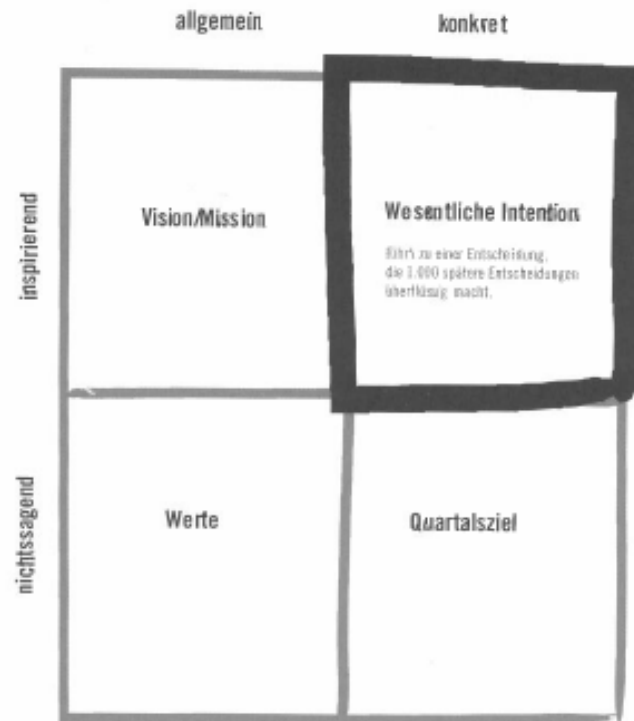 allgemein
konkret
inspirierend
Vision/Mission
Wesentliche Intention
Führt zu einer Entscheidung,
die 1.000 spätere Entscheidungen
überflüssig macht.
nichtssagend
Werte
Quartalsziel